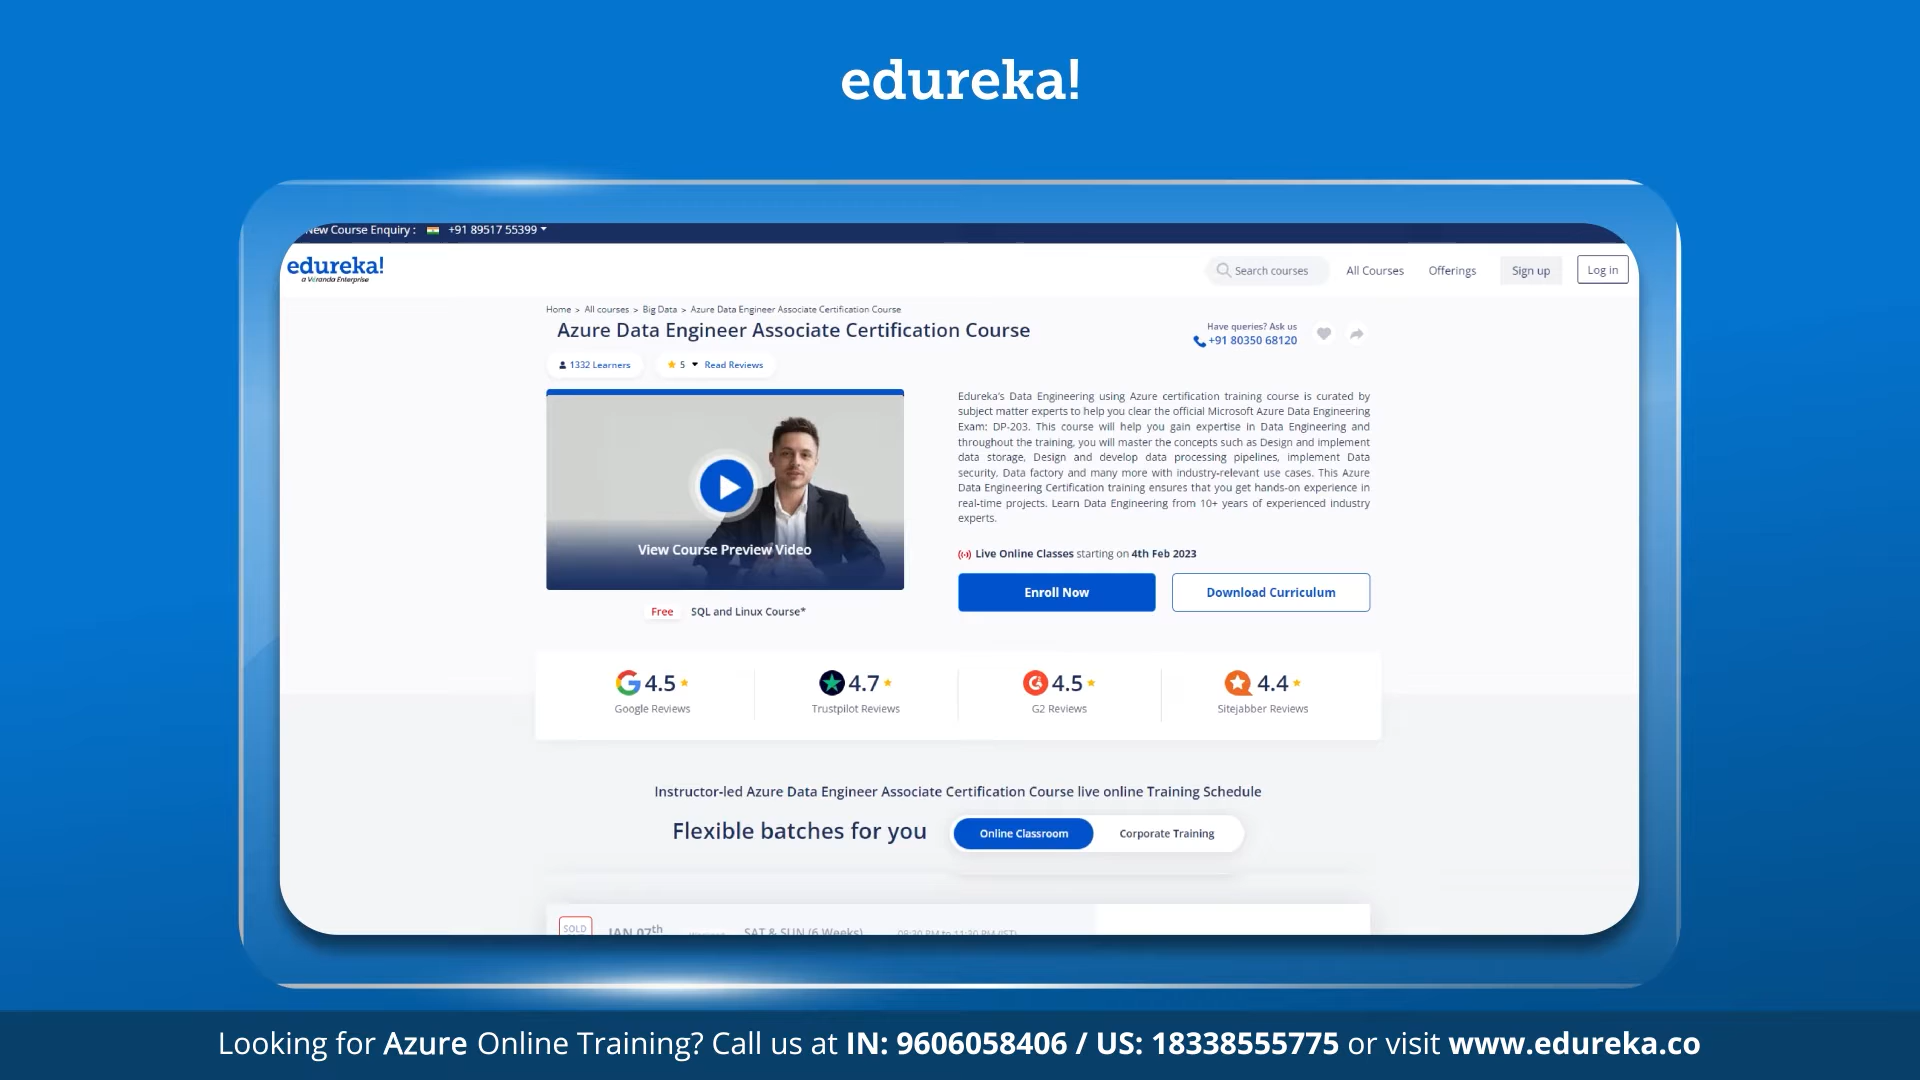 edureka!
New Course Enquiry : +91 89517 55399
edureka!
a Veranda Enterprise
Search courses All Courses Offerings Sign up Log in
Home > All courses > Big Data > Azure Data Engineer Associate Certification Course
Azure Data Engineer Associate Certification Course
Have queries? Ask us
+91 80350 68120
1332 Learners 5 Read Reviews
Edureka's Data Engineering using Azure certification training course is curated by
subject matter experts to help you clear the official Microsoft Azure Data Engineering
Exam: DP-203. This course will help you gain expertise in Data Engineering and
throughout the training, you will master the concepts such as Design and implement
data storage, Design and develop data processing pipelines, implement Data
security, Data factory and many more with industry-relevant use cases. This Azure
Data Engineering Certification training ensures that you get hands-on experience in
real-time projects. Learn Data Engineering from 10+ years of experienced industry
experts.
View Course Preview Video
Live Online Classes starting on 4th Feb 2023
Enroll Now Download Curriculum
Free SQL and Linux Course*
4.5 4.7 4.5 4.4
Google Reviews Trustpilot Reviews G2 Reviews Sitejabber Reviews
Instructor-led Azure Data Engineer Associate Certification Course live online Training Schedule
Flexible batches for you Online Classroom Corporate Training
SOLD JAN 07th SAT & SUN (6 Weeks) 08:30 PM to 11:30 PM (IST)
Looking for Azure Online Training? Call us at IN: 9606058406 / US: 18338555775 or visit www.edureka.co